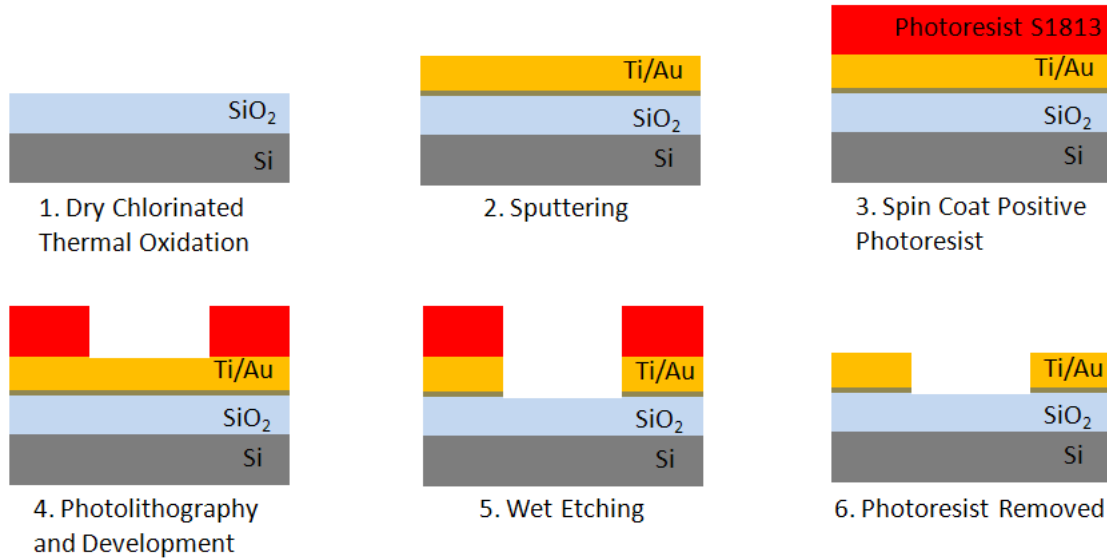 SiO₂
Si
1. Dry Chlorinated
Thermal Oxidation
Ti/Au
SiO₂
Si
2. Sputtering
Photoresist S1813
Ti/Au
SiO₂
Si
3. Spin Coat Positive
Photoresist
Ti/Au
SiO₂
Si
4. Photolithography
and Development
Ti/Au
SiO₂
Si
5. Wet Etching
Ti/Au
SiO₂
Si
6. Photoresist Removed